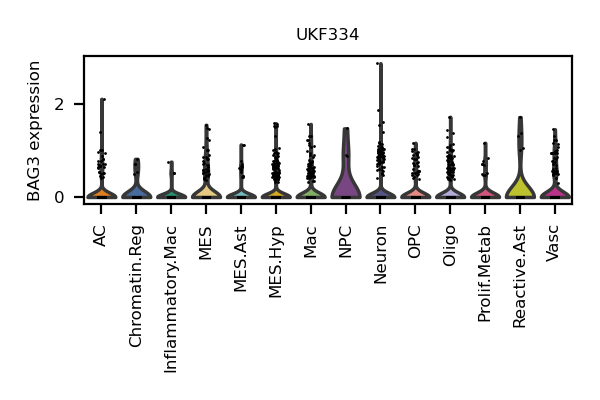 UKF334
BAG3 expression
2
0
AC
Chromatin.Reg
Inflammatory.Mac
MES
MES.Ast
MES.Hyp
Mac
NPC
Neuron
OPC
Oligo
Prolif.Metab
Reactive.Ast
Vasc